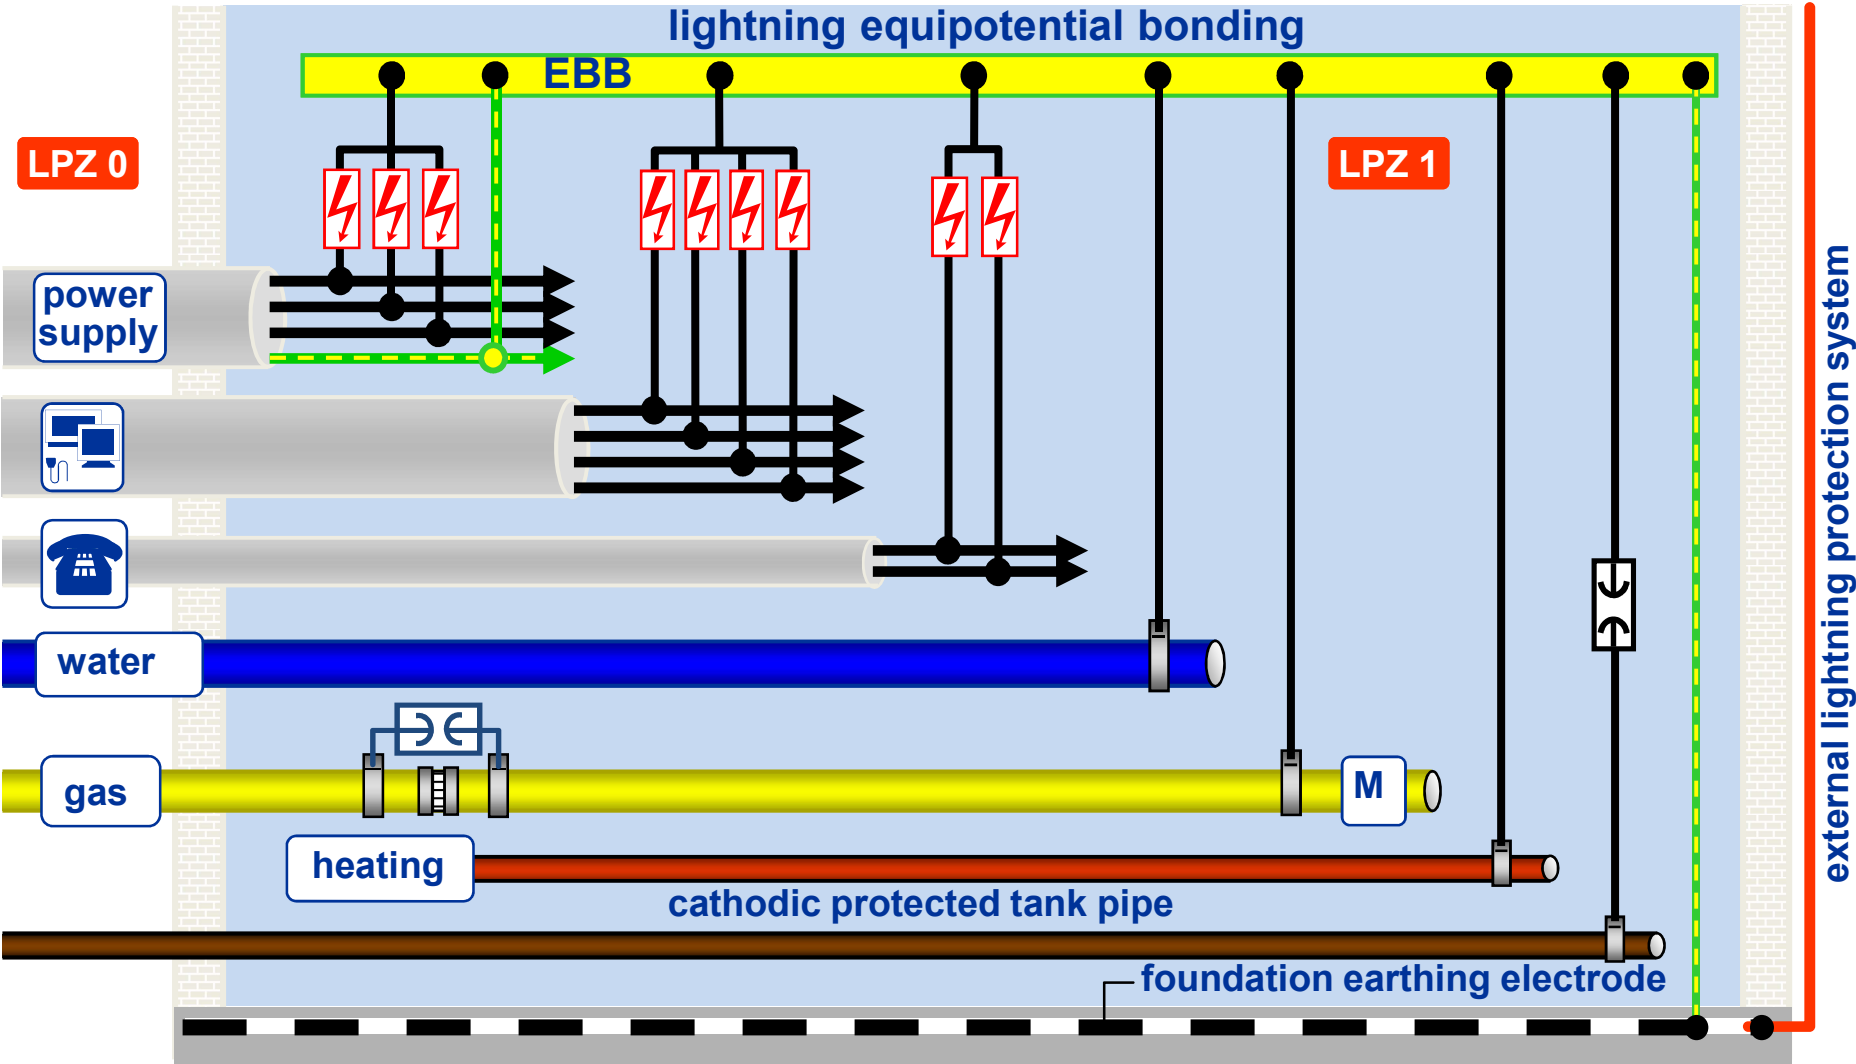 lightning equipotential bonding
EBB
LPZ 0
LPZ 1
power
supply
water
gas
M
heating
cathodic protected tank pipe
foundation earthing electrode
external lightning protection system